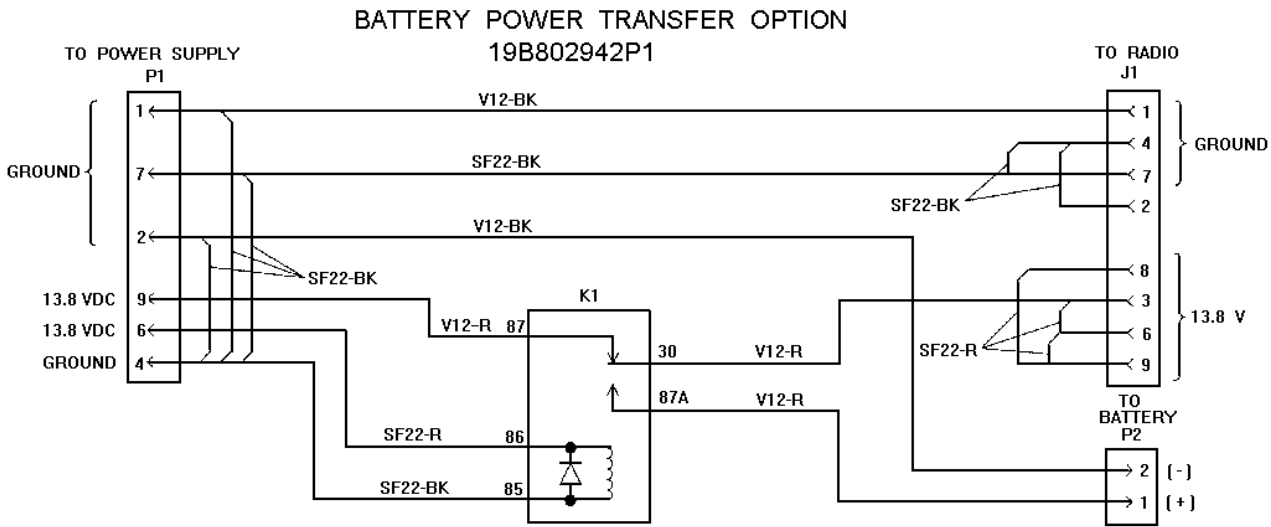 BATTERY POWER TRANSFER OPTION
19B802942P1
TO POWER SUPPLY
P1
TO RADIO
J1
1
V12-BK
1
4
GROUND
GROUND
7
SF22-BK
7
SF22-BK
2
2
V12-BK
SF22-BK
8
13.8 VDC
9
K1
3
13.8 V
13.8 VDC
6
V12-R
87
6
30
V12-R
SF22-R
GROUND
4
9
87A
V12-R
TO
BATTERY
P2
SF22-R
86
2
(-)
SF22-BK
85
1
(+)